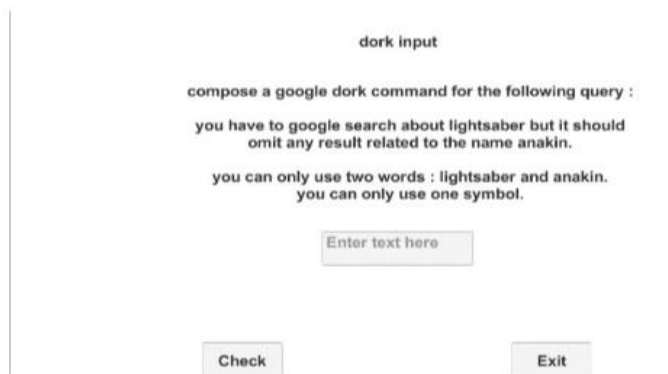 dork input
compose a google dork command for the following query :
you have to google search about lightsaber but it should
omit any result related to the name anakin.
you can only use two words : lightsaber and anakin.
you can only use one symbol.
Enter text here
Check
Exit